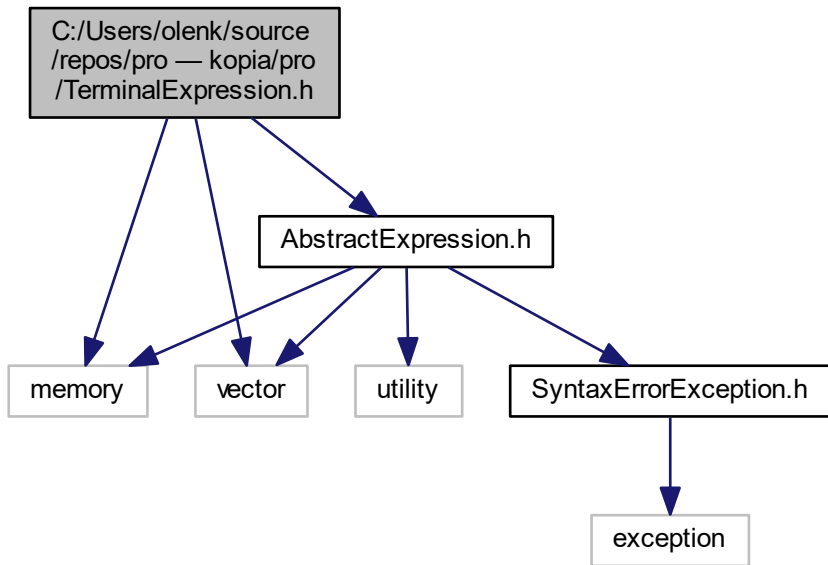 C:/Users/olenk/source
/repos/pro — kopia/pro
/TerminalExpression.h
AbstractExpression.h
memory
vector
utility
SyntaxErrorException.h
exception